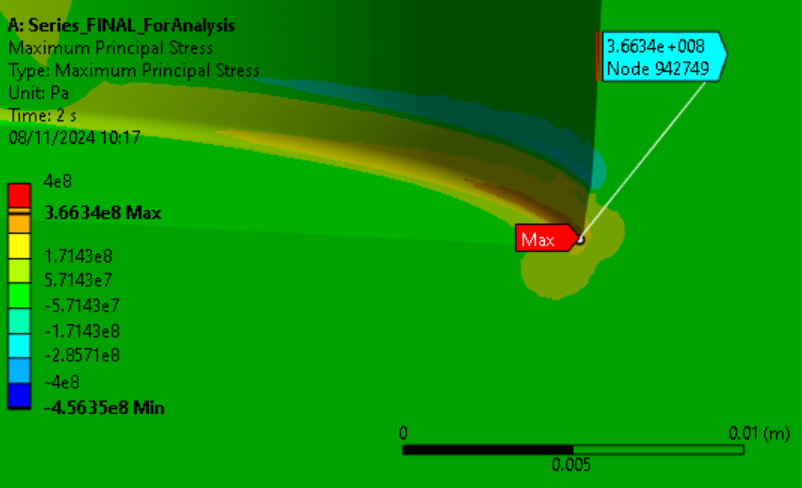 A: Series_FINAL_ForAnalysis
Maximum Principal Stress
Type: Maximum Principal Stress
Unit: Pa
Time: 2 s
08/11/2024 10:17
4e8
3.6634e8 Max
1.7143e8
5.7143e7
-5.7143e7
-1.7143e8
-2.8571e8
-4e8
-4.5635e8 Min
3.6634e+008
Node 942749
Max
0
0.01 (m)
0.005